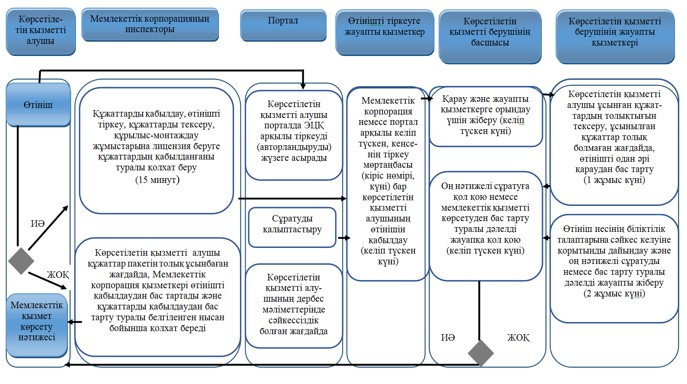 Көрсетіле-
тін қызметті
алушы
Мемлекеттік корпорацияның
инспекторы
Портал
Өтінішті тіркеуге
жауапты қызметкер
Көрсетілетін
қызметті берушінің
басшысы
Көрсетілетін қызметті
берушінің жауапты
қызметкері
Өтініш
ИӘ
ЖОҚ
Мемлекеттік
қызмет
көрсету
нәтижесі
Құжаттарды қабылдау, өтінішті
тіркеу, құжаттарды тексеру,
құрылыс-монтаждау
жұмыстарына лицензия беруге
құжаттардың қабылданғаны
туралы қолхат беру
(15 минут)
Көрсетілетін қызметті алушы
құжаттар пакетін толық ұсынбаған
жағдайда, Мемлекеттік
корпорация қызметкері өтінішті
қабылдаудан бас тартады және
құжаттарды қабылдаудан бас
тарту туралы белгіленген нысан
бойынша қолхат береді
Көрсетілетін
қызметті алушы
порталда ЭЦҚ
арқылы тіркеуді
(авторландыруды)
жүзеге асырады
Сұратуды
қалыптастыру
Көрсетілетін
қызметті алу-
шының дербес
мәліметтерінде
сәйкессіздік
болған жағдайда
Мемлекеттік
корпорация
немесе портал
арқылы келіп
түскен, кеңсе-
нің тіркеу
мөртаңбасы
(кіріс нөмірі,
күні) бар
көрсетілетін
қызметті
алушының
өтінішін
қабылдау
(келіп түскен
күні)
Қарау және жауапты
қызметкерге орындау
үшін жіберу (келіп
түскен күні)
Оң нәтижелі сұратуға
қол қою немесе
мемлекеттік қызметті
көрсетуден бас тарту
туралы дәлелді
жауапқа қол қою
(келіп түскен күні)
ИӘ
ЖОҚ
Көрсетілетін қызметті
алушы ұсынған құжат-
тардың толықтығын
тексеру, ұсынылған
құжаттар толық
болмаған жағдайда,
өтінішті одан әрі
қараудан бас тарту
(1 жұмыс күні)
Өтініш иесінің біліктілік
талаптарына сәйкес келуіне
қорытынды дайындау және
оң нәтижелі сұратуды
немесе бас тарту туралы
дәлелді жауапты жіберу
(2 жұмыс күні)